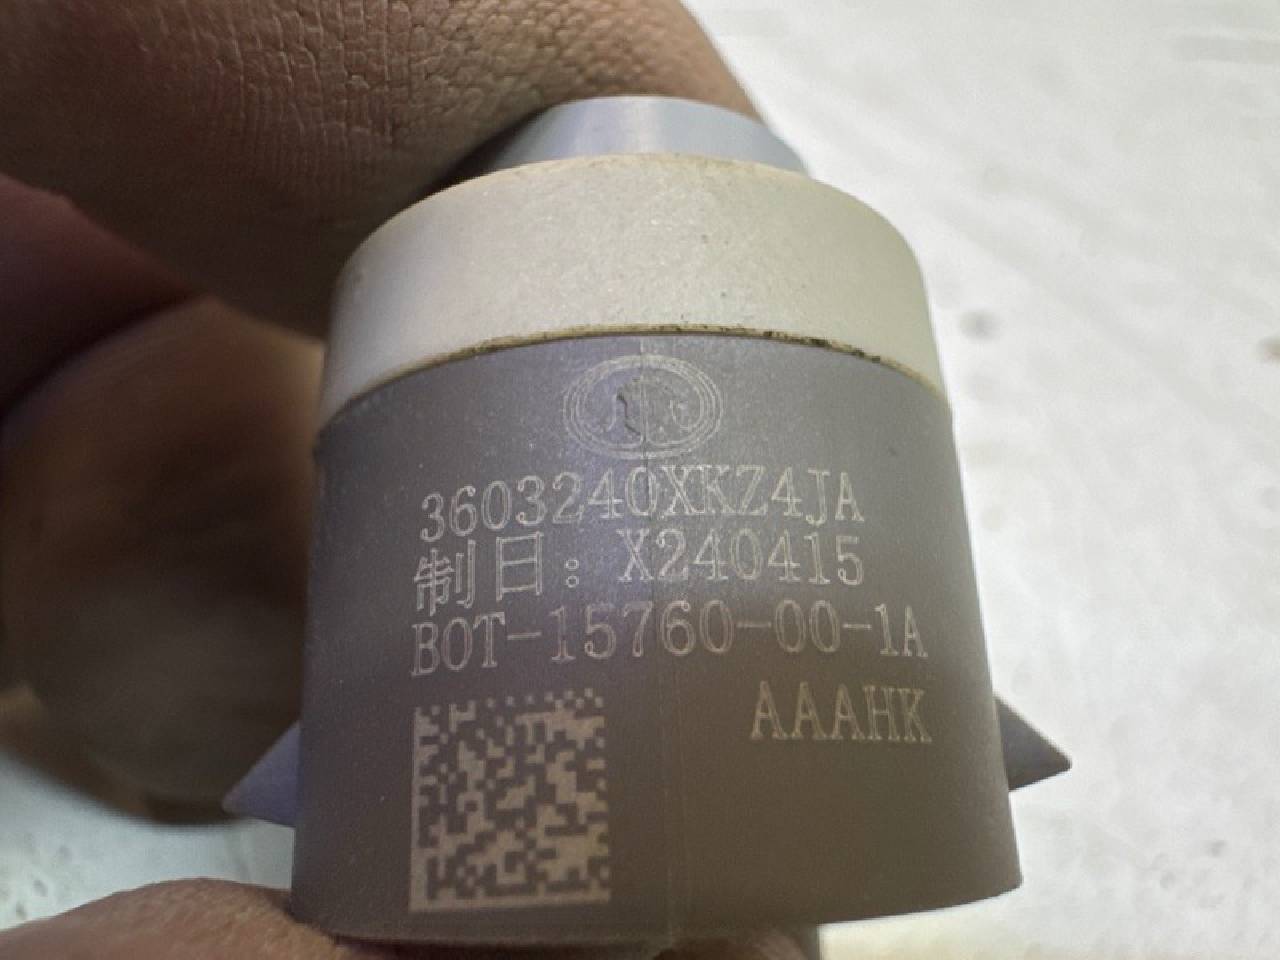 3603240XKZ4JA
制日：X240415
BOT-15760-00-1A
AAAHK